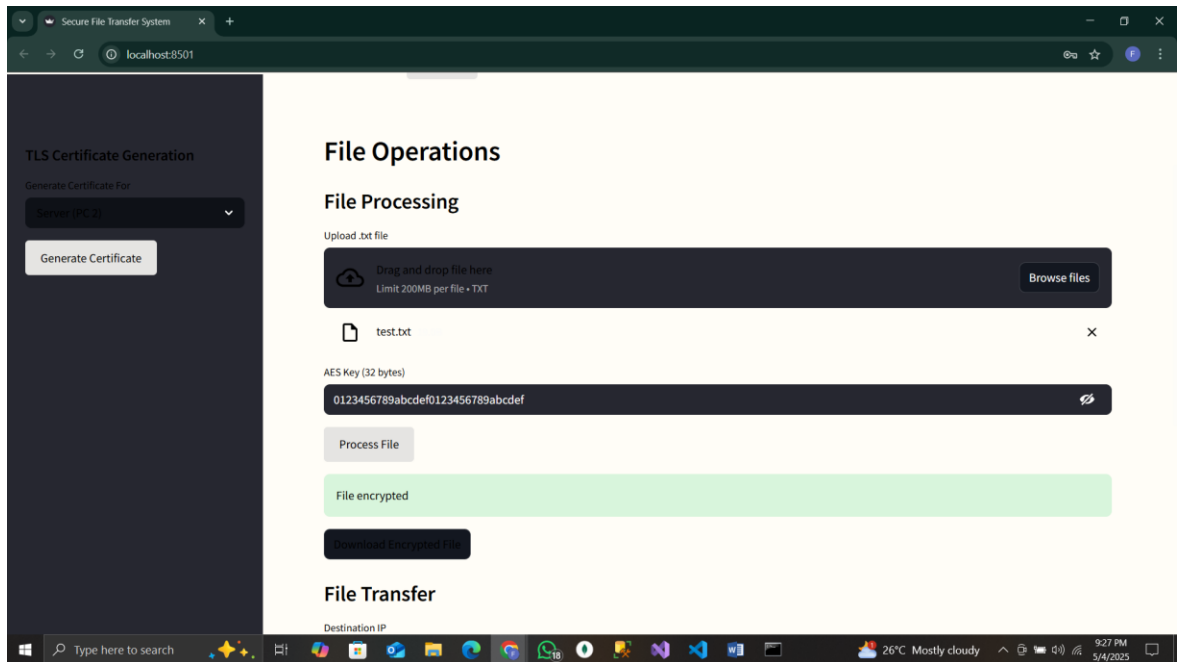 Secure File Transfer System
localhost:8501
F
TLS Certificate Generation
Generate Certificate For
Server (PC 2)
Generate Certificate
File Operations
File Processing
Upload .txt file
Drag and drop file here
Limit 200MB per file • TXT
Browse files
test.txt
AES Key (32 bytes)
0123456789abcdef0123456789abcdef
Process File
File encrypted
Download Encrypted File
File Transfer
Destination IP
Type here to search
18
26°C Mostly cloudy
9:27 PM
5/4/2025